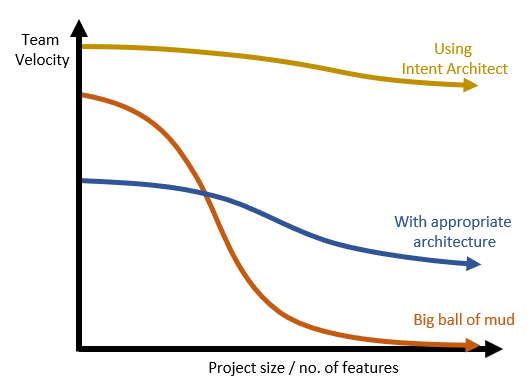 Team
Velocity
Using
Intent Architect
With appropriate
architecture
Big ball of mud
Project size / no. of features